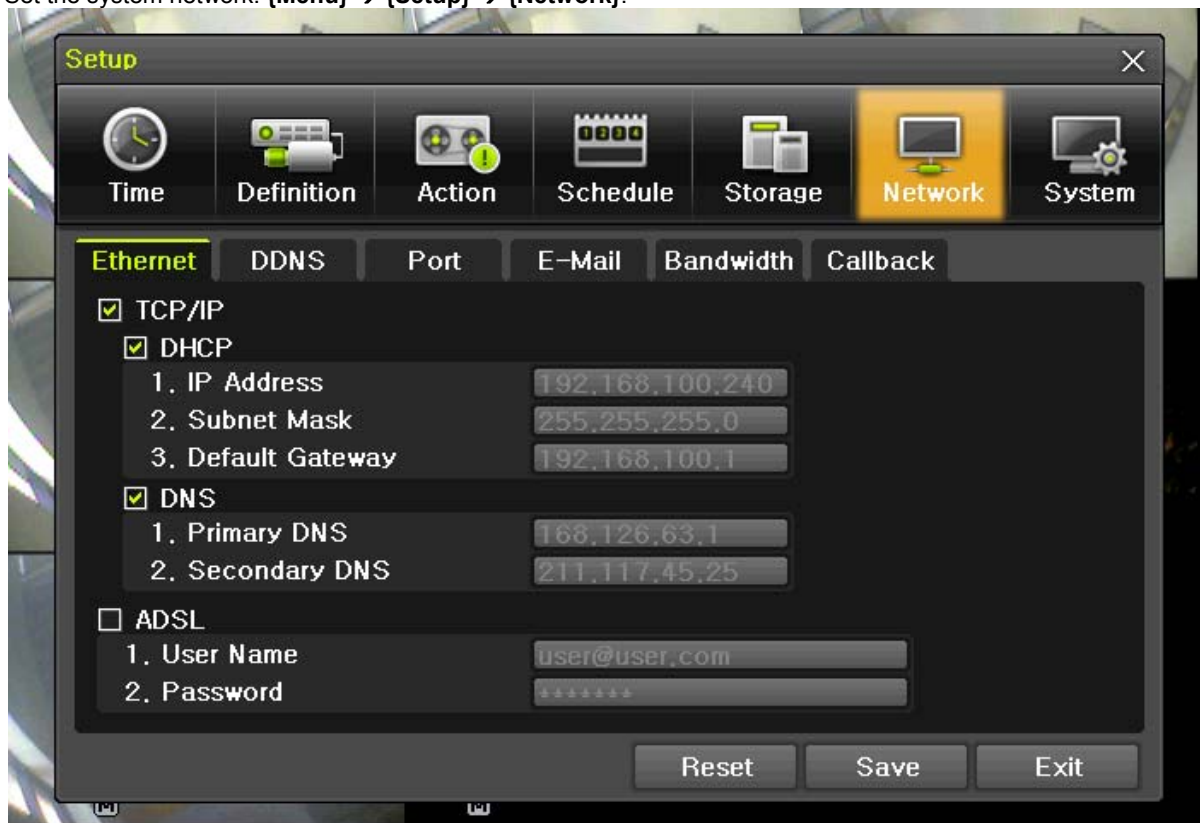 Set the system network. {Menu} → {Setup} → {Network}.
Setup
Time Definition Action Schedule Storage Network System
Ethernet DDNS Port E-Mail Bandwidth Callback
TCP/IP
DHCP
1. IP Address 192.168.100.240
2. Subnet Mask 255.255.255.0
3. Default Gateway 192.168.100.1
DNS
1. Primary DNS 168.126.63.1
2. Secondary DNS 211.117.45.25
ADSL
1. User Name user@user.com
2. Password *******
Reset Save Exit
M M